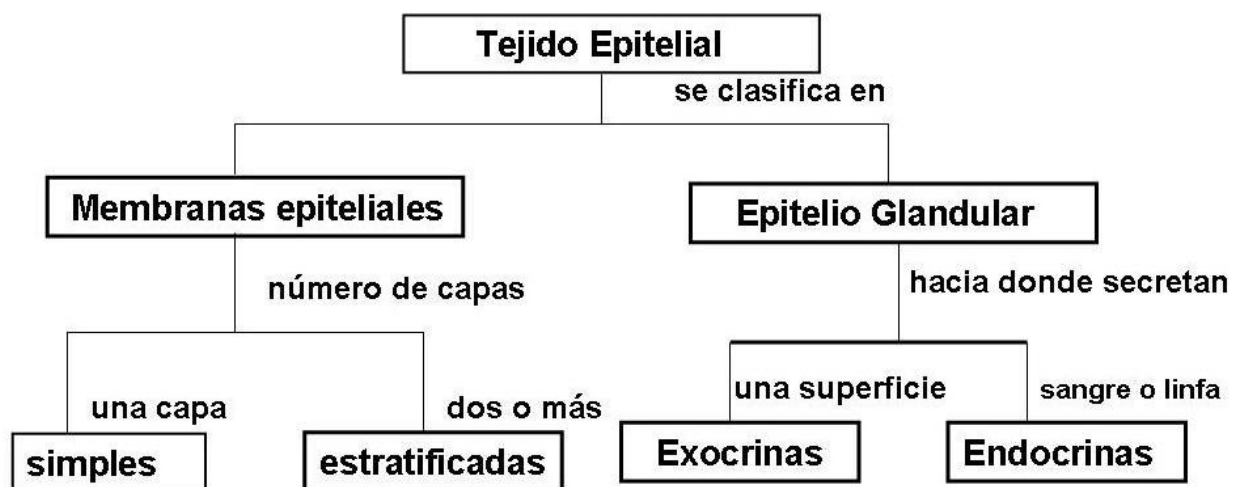 Tejido Epitelial
se clasifica en
Membranas epiteliales
Epitelio Glandular
número de capas
hacia donde secretan
una capa
dos o más
una superficie
sangre o linfa
simples
estratificadas
Exocrinas
Endocrinas